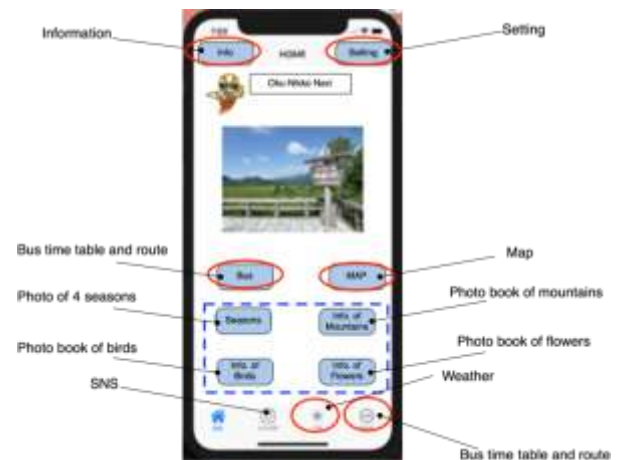 Information
Setting
Info
HOME
Setting
Oku-Nikko Navi
Bus time table and route
Map
Bus
MAP
Photo of 4 seasons
Photo book of mountains
Seasons
Info. of
Mountains
Photo book of birds
Photo book of flowers
Info. of
Birds
Info. of
Flowers
SNS
Weather
Bus time table and route